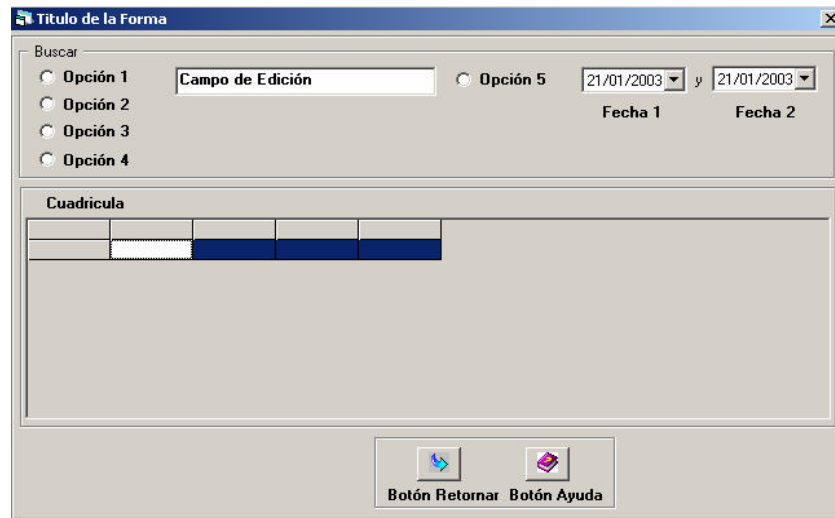 Titulo de la Forma
Buscar
Opción 1
Campo de Edición
Opción 5
21/01/2003 y 21/01/2003
Opción 2
Fecha 1 Fecha 2
Opción 3
Opción 4
Cuadricula
Botón Retornar Botón Ayuda